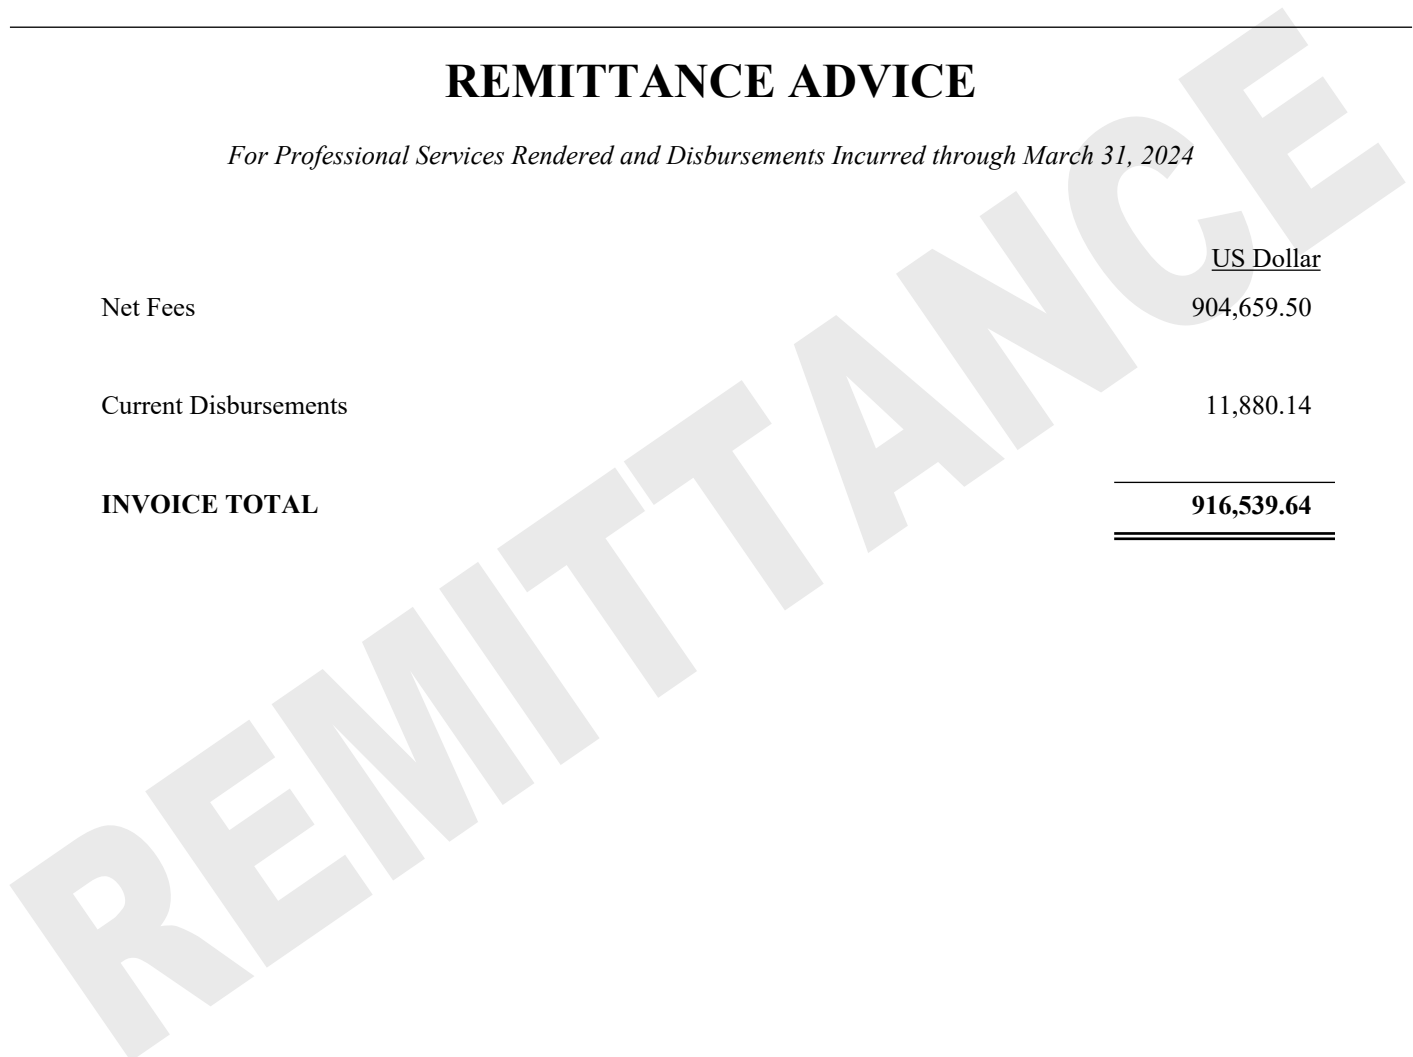 REMITTANCE ADVICE
For Professional Services Rendered and Disbursements Incurred through March 31, 2024
US Dollar
Net Fees 904,659.50
Current Disbursements 11,880.14
INVOICE TOTAL 916,539.64
REMITTANCE